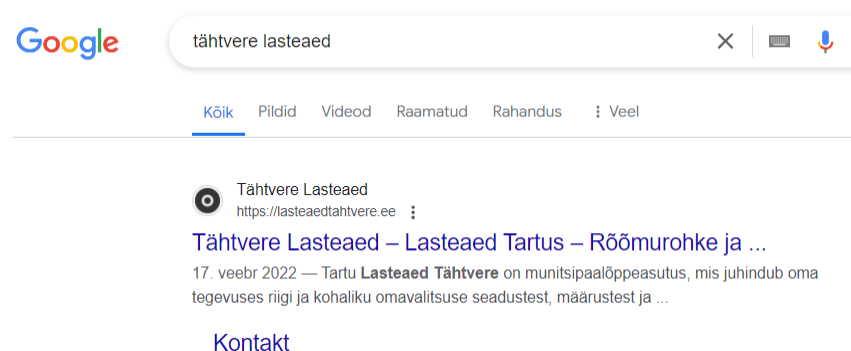 Google
tähtvere lasteaed
Kõik Pildid Videod Raamatud Rahandus Veel
Tähtvere Lasteaed
https://lasteaedtahtvere.ee
Tähtvere Lasteaed – Lasteaed Tartus – Rõõmurohke ja ...
17. veebr 2022 — Tartu Lasteaed Tähtvere on munitsipaalõppeasutus, mis juhindub oma
tegevuses riigi ja kohaliku omavalitsuse seadustest, määrustest ja ...
Kontakt